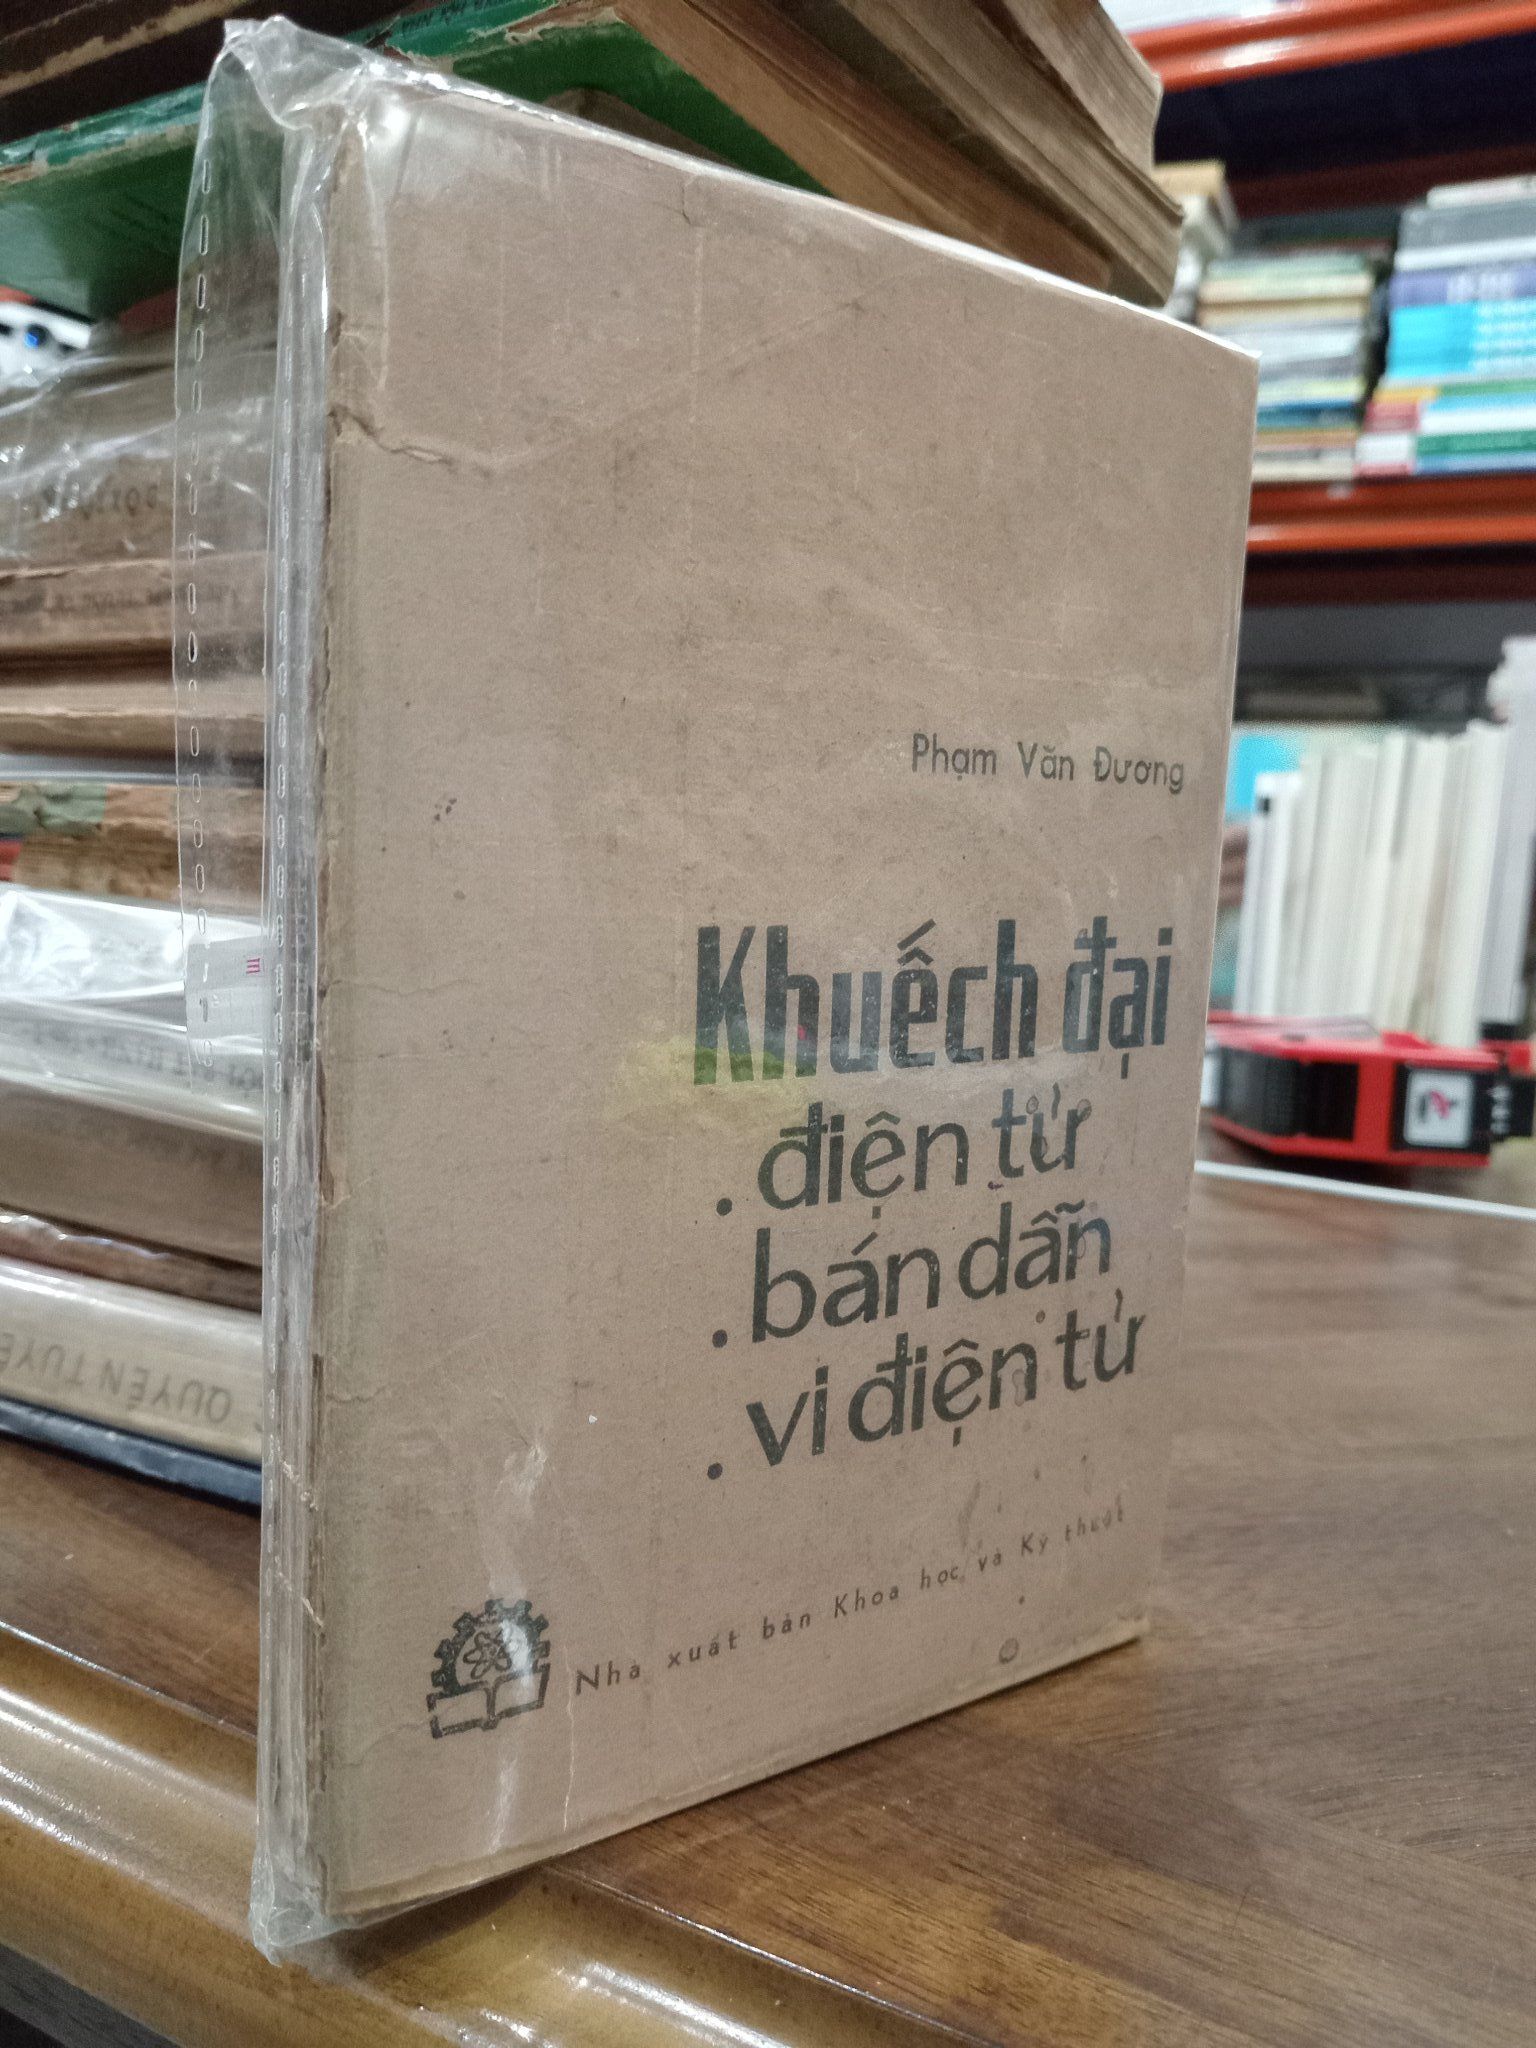 Phạm Văn Đương
Khuếch đại
. điện tử
. bán dẫn
. vi điện tử
Nhà xuất bản Khoa học và Kỹ thuật
QUYỀN TUYỂ